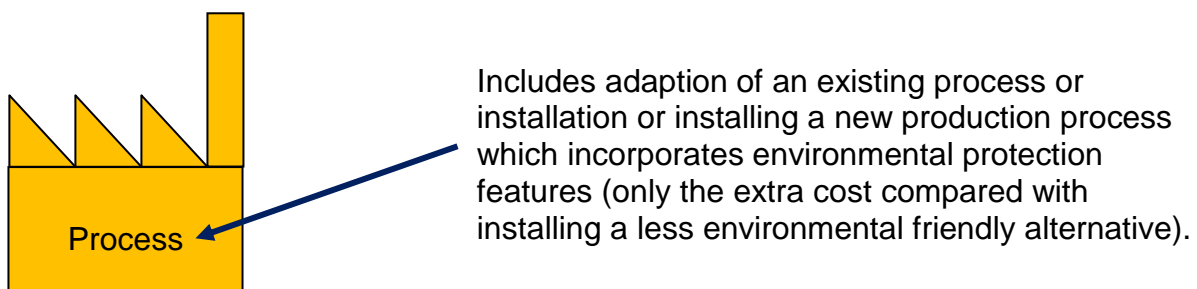 Includes adaption of an existing process or
installation or installing a new production process
which incorporates environmental protection
features (only the extra cost compared with
installing a less environmental friendly alternative).
Process